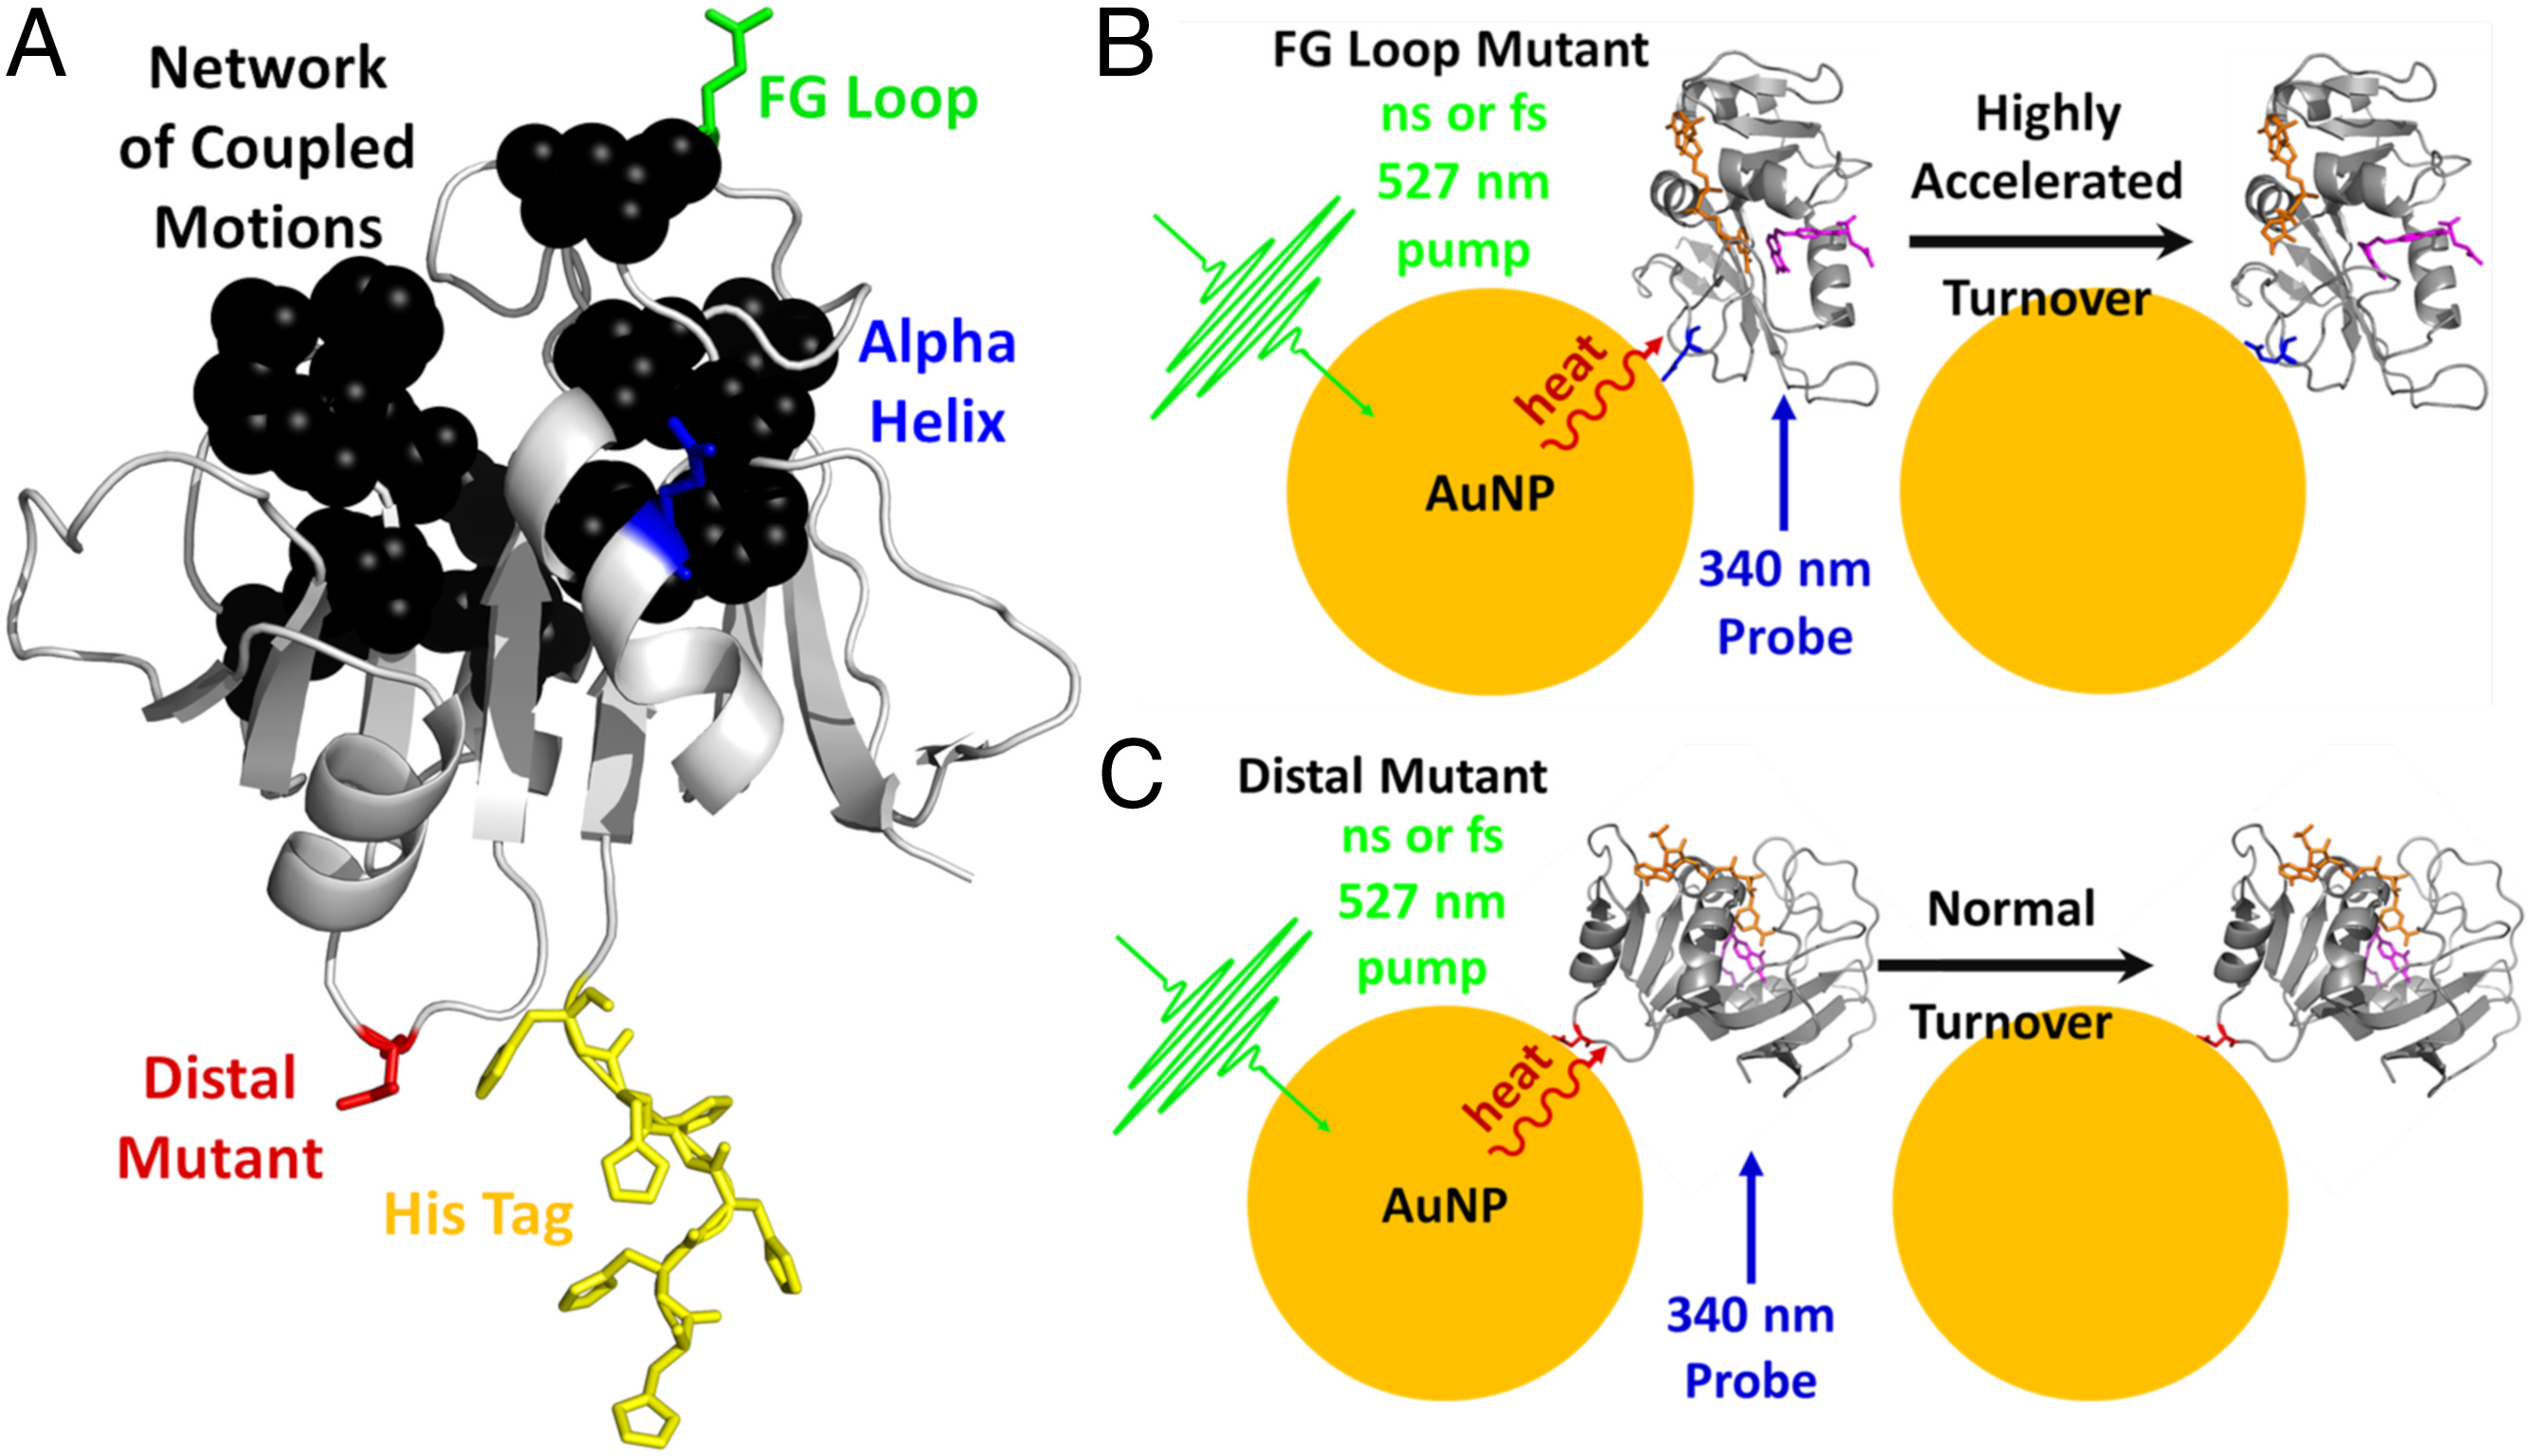 A
Network
of Coupled
Motions
FG Loop
Alpha
Helix
Distal
Mutant
His Tag
B
FG Loop Mutant
ns or fs
527 nm
pump
heat
AuNP
340 nm
Probe
Highly
Accelerated
Turnover
C
Distal Mutant
ns or fs
527 nm
pump
heat
AuNP
340 nm
Probe
Normal
Turnover